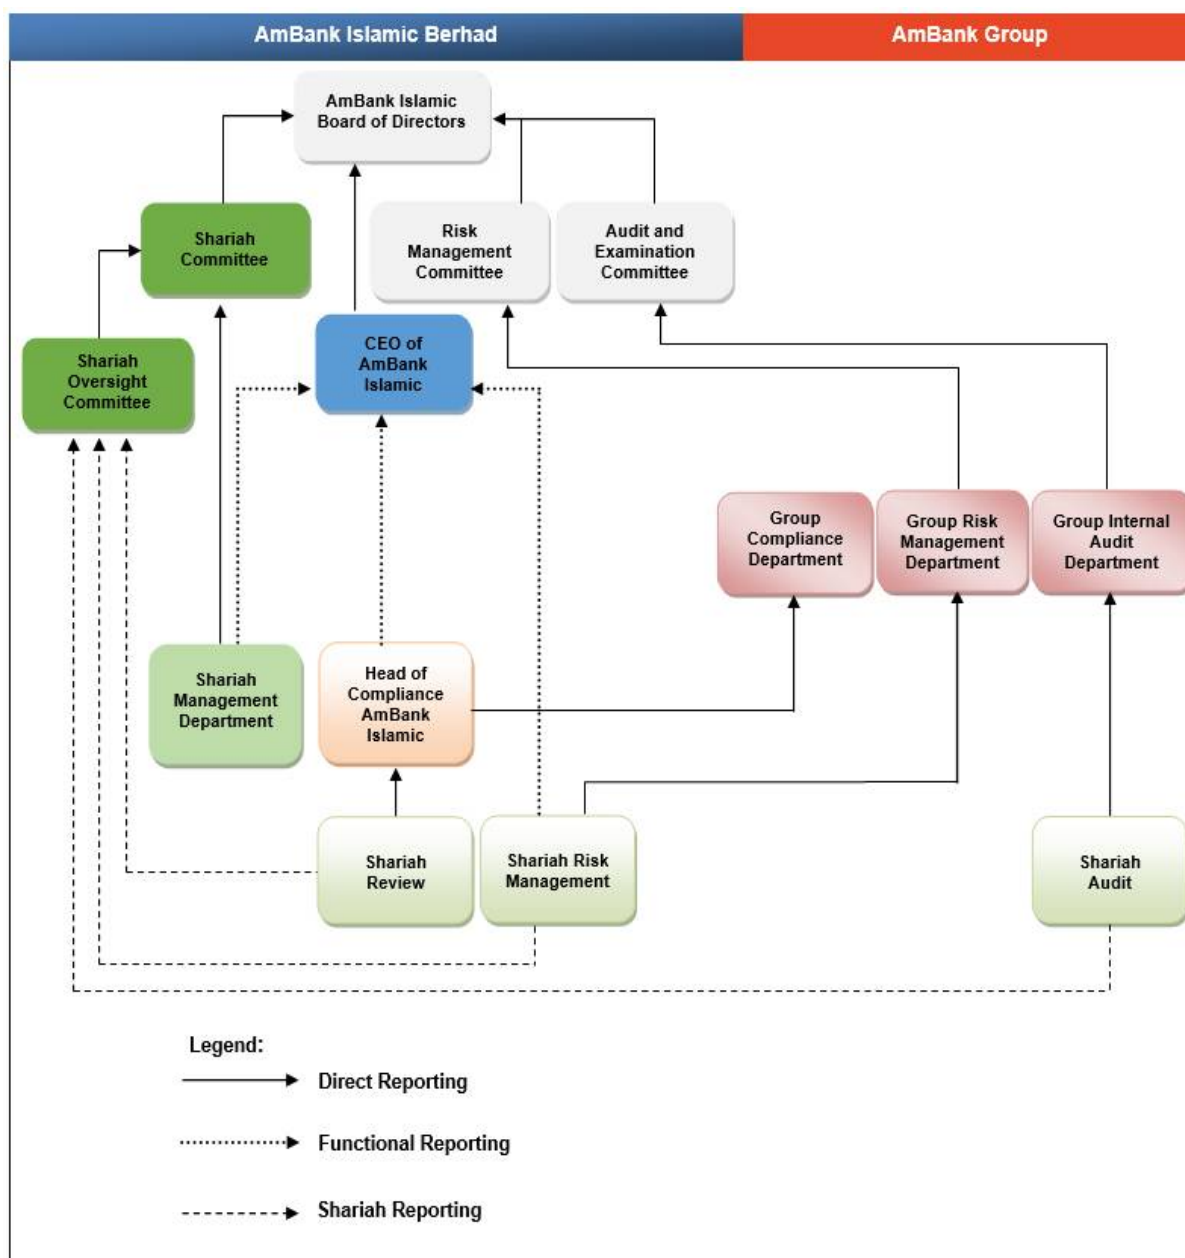 AmBank Islamic Berhad
AmBank Group
AmBank Islamic
Board of Directors
Shariah
Committee
Risk
Management
Committee
Audit and
Examination
Committee
Shariah
Oversight
Committee
CEO of
AmBank
Islamic
Group
Compliance
Department
Group Risk
Management
Department
Group Internal
Audit
Department
Shariah
Management
Department
Head of
Compliance
AmBank
Islamic
Shariah
Review
Shariah Risk
Management
Shariah
Audit
Legend:
Direct Reporting
Functional Reporting
Shariah Reporting